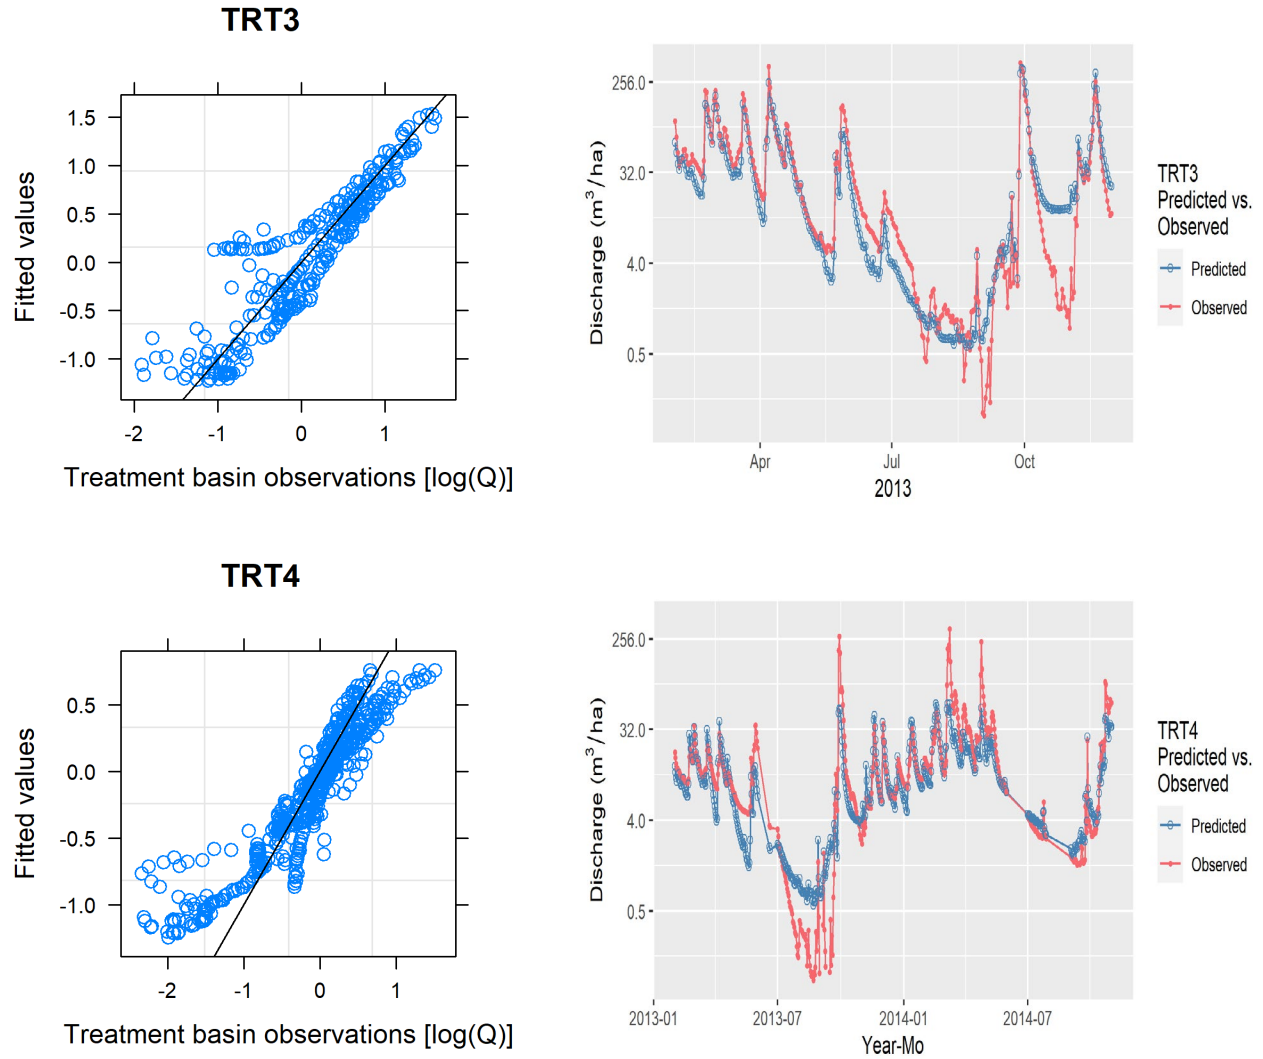 TRT3
1.5
1.0
0.5
0.0
-0.5
-1.0
Fitted values
-2 -1 0 1
Treatment basin observations [log(Q)]
256.0
32.0
4.0
0.5
Discharge (m³/ha)
Apr Jul Oct
2013
TRT3
Predicted vs.
Observed
Predicted
Observed
TRT4
0.5
0.0
-0.5
-1.0
Fitted values
-2 -1 0 1
Treatment basin observations [log(Q)]
256.0
32.0
4.0
0.5
Discharge (m³/ha)
2013-01 2013-07 2014-01 2014-07
Year-Mo
TRT4
Predicted vs.
Observed
Predicted
Observed